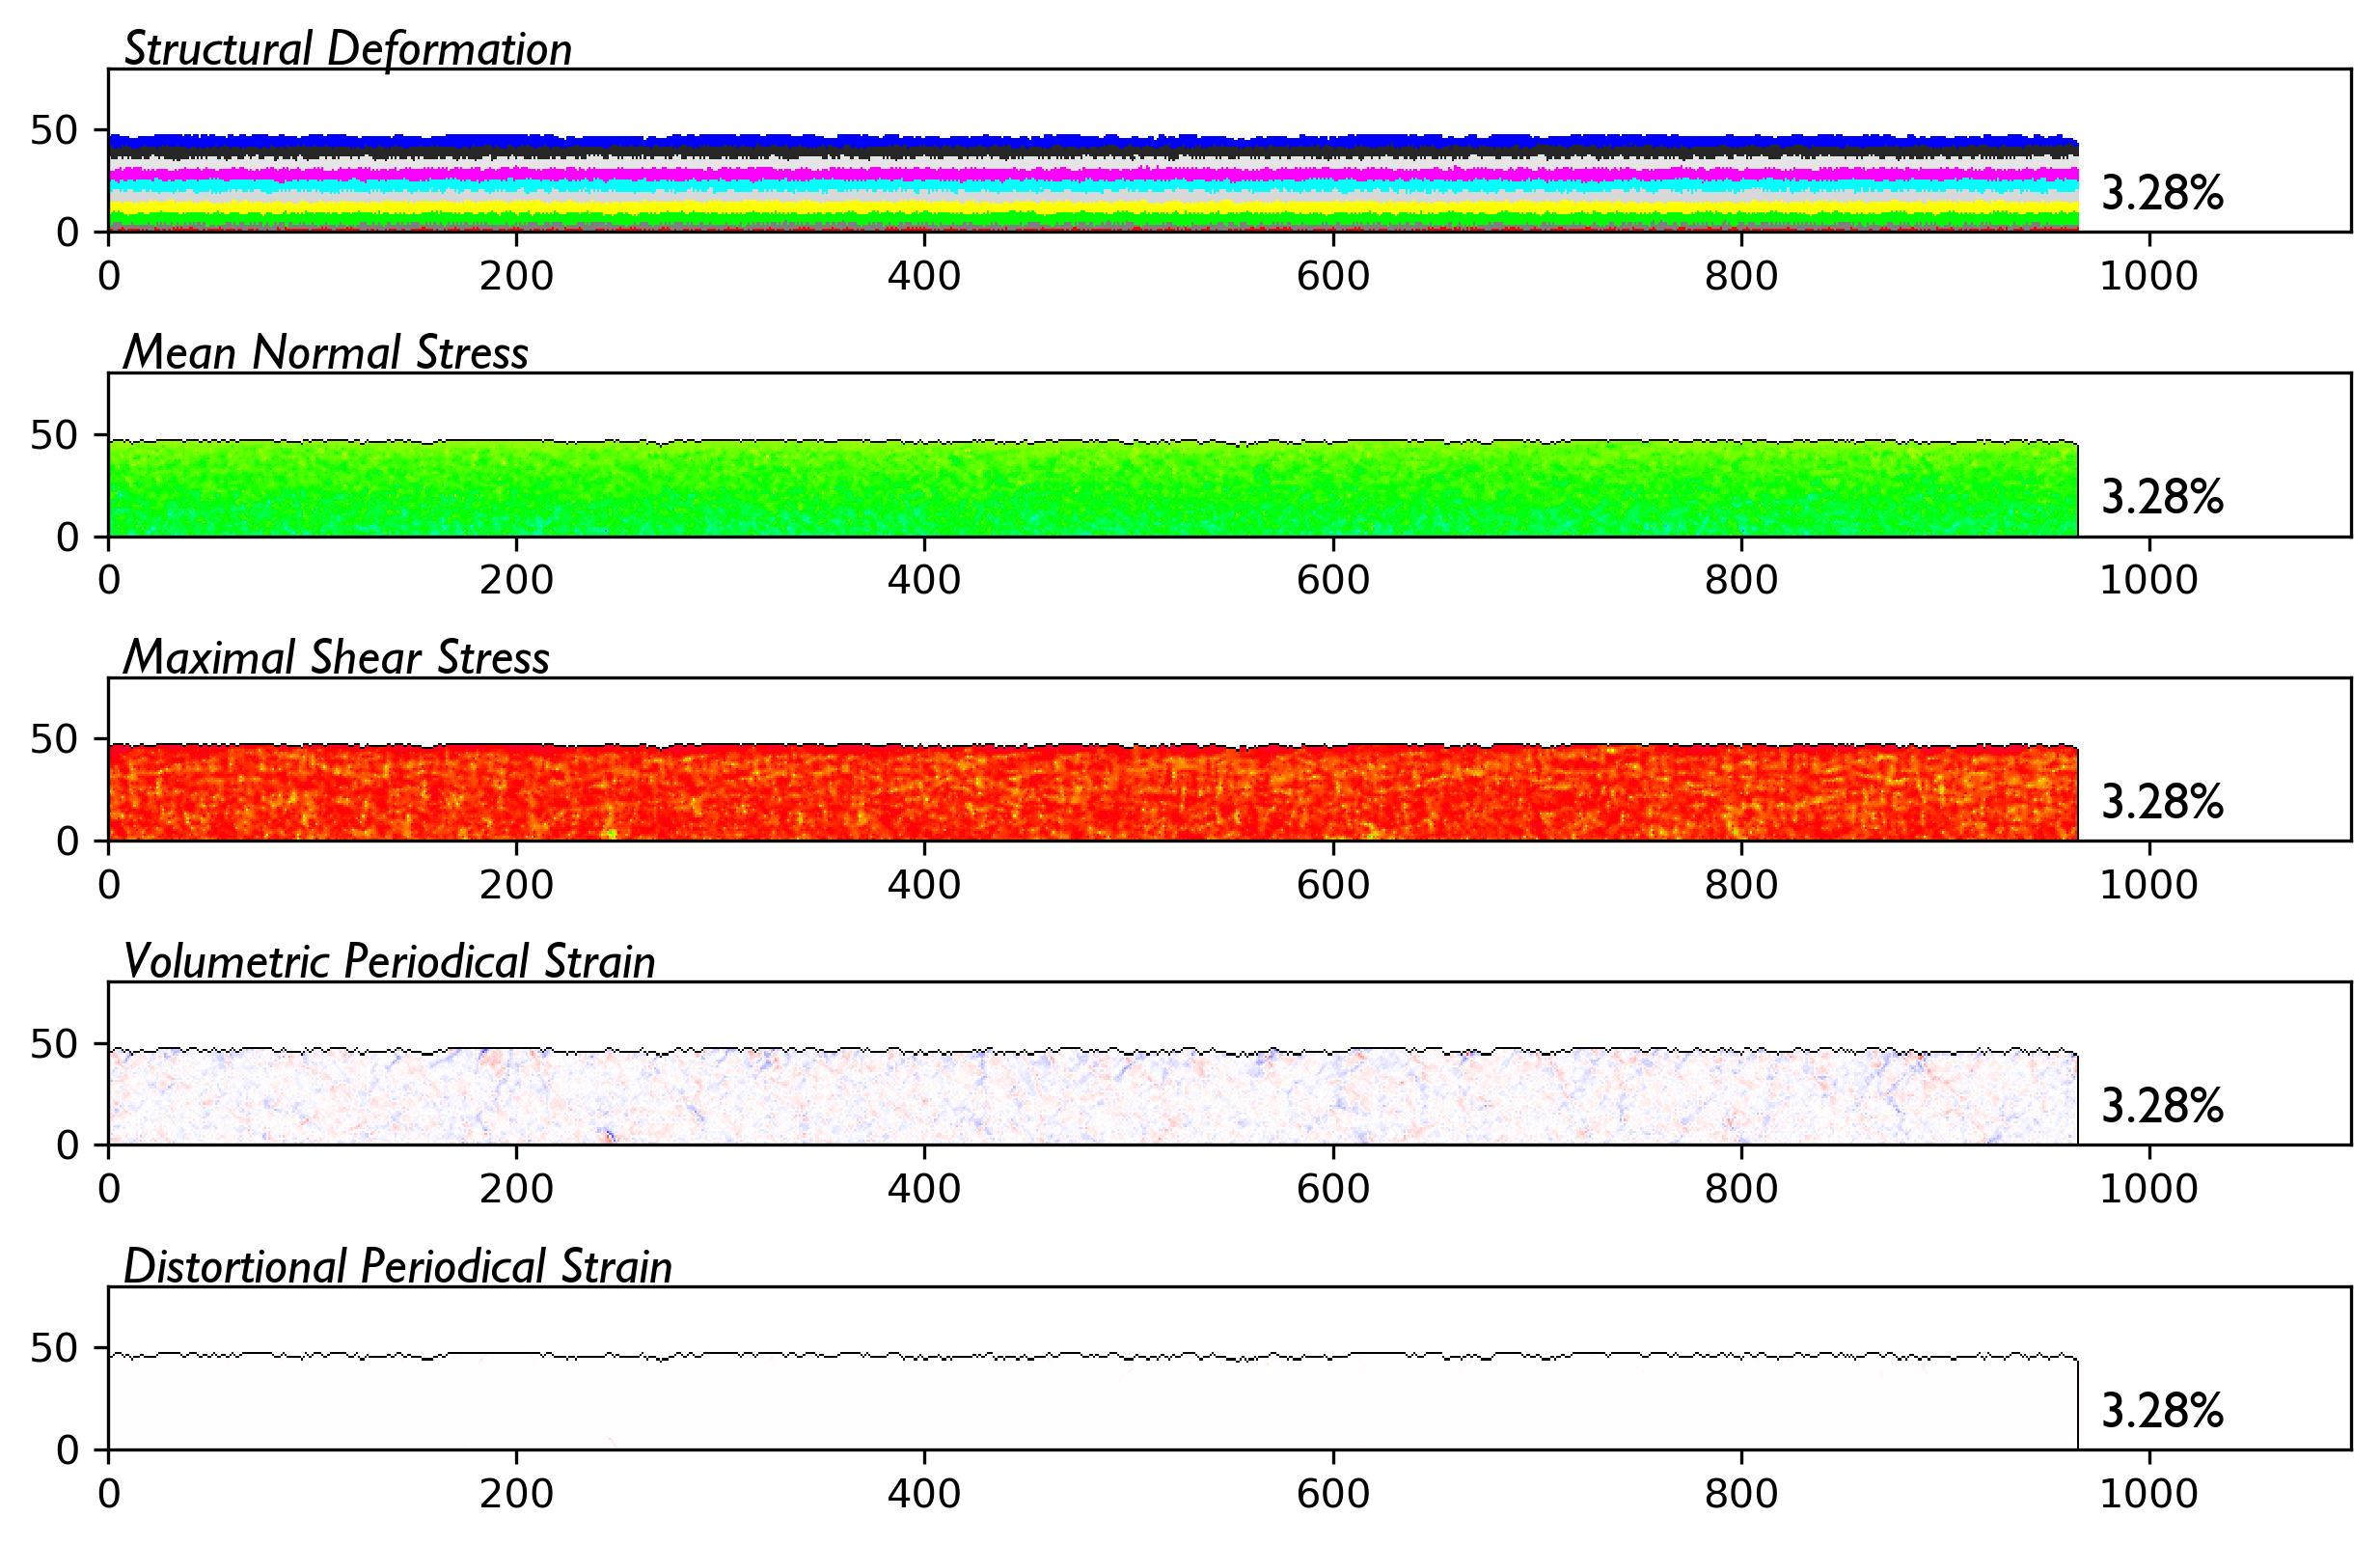 Structural Deformation
50
0
3.28%
0 200 400 600 800 1000
Mean Normal Stress
50
0
3.28%
0 200 400 600 800 1000
Maximal Shear Stress
50
0
3.28%
0 200 400 600 800 1000
Volumetric Periodical Strain
50
0
3.28%
0 200 400 600 800 1000
Distortional Periodical Strain
50
0
3.28%
0 200 400 600 800 1000